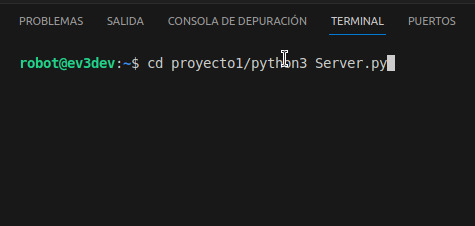 PROBLEMAS SALIDA CONSOLA DE DEPURACIÓN TERMINAL PUERTOS
robot@ev3dev:~$ cd proyecto1/python3 Server.py